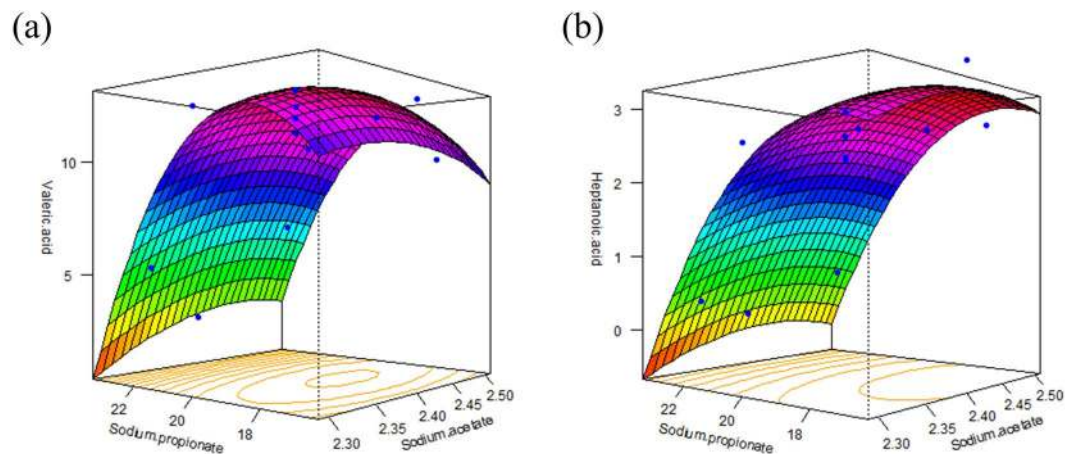 (a)
(b)
10
5
Valeric.acid
22
20
18
Sodium.propionate
2.30
2.35
2.40
2.45
2.50
Sodium.acetate
3
2
1
0
Heptanoic.acid
22
20
18
Sodium.propionate
2.30
2.35
2.40
2.45
2.50
Sodium.acetate